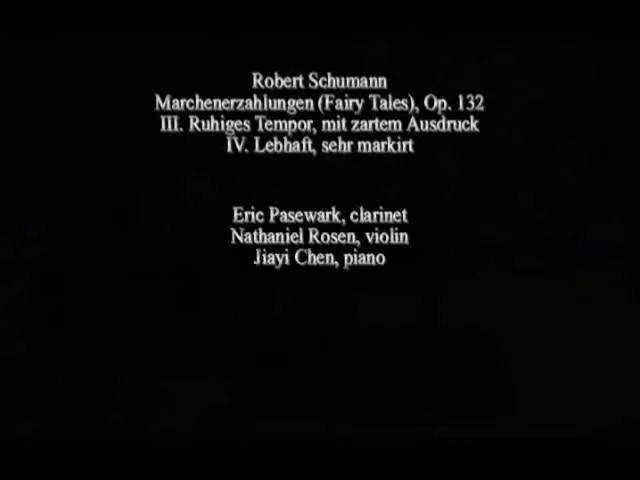 Robert Schumann
Marchenerzahlungen (Fairy Tales), Op. 132
III. Ruhiges Tempor, mit zartem Ausdruck
IV. Lebhaft, sehr markirt
Eric Pasewark, clarinet
Nathaniel Rosen, violin
Jiayi Chen, piano